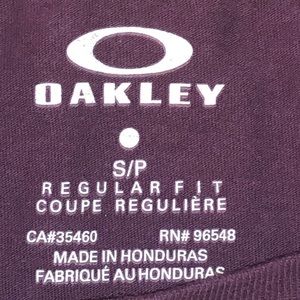 OAKLEY
S/P
REGULAR FIT
COUPE REGULIÈRE
CA#35460 RN# 96548
MADE IN HONDURAS
FABRIQUÉ AU HONDURAS